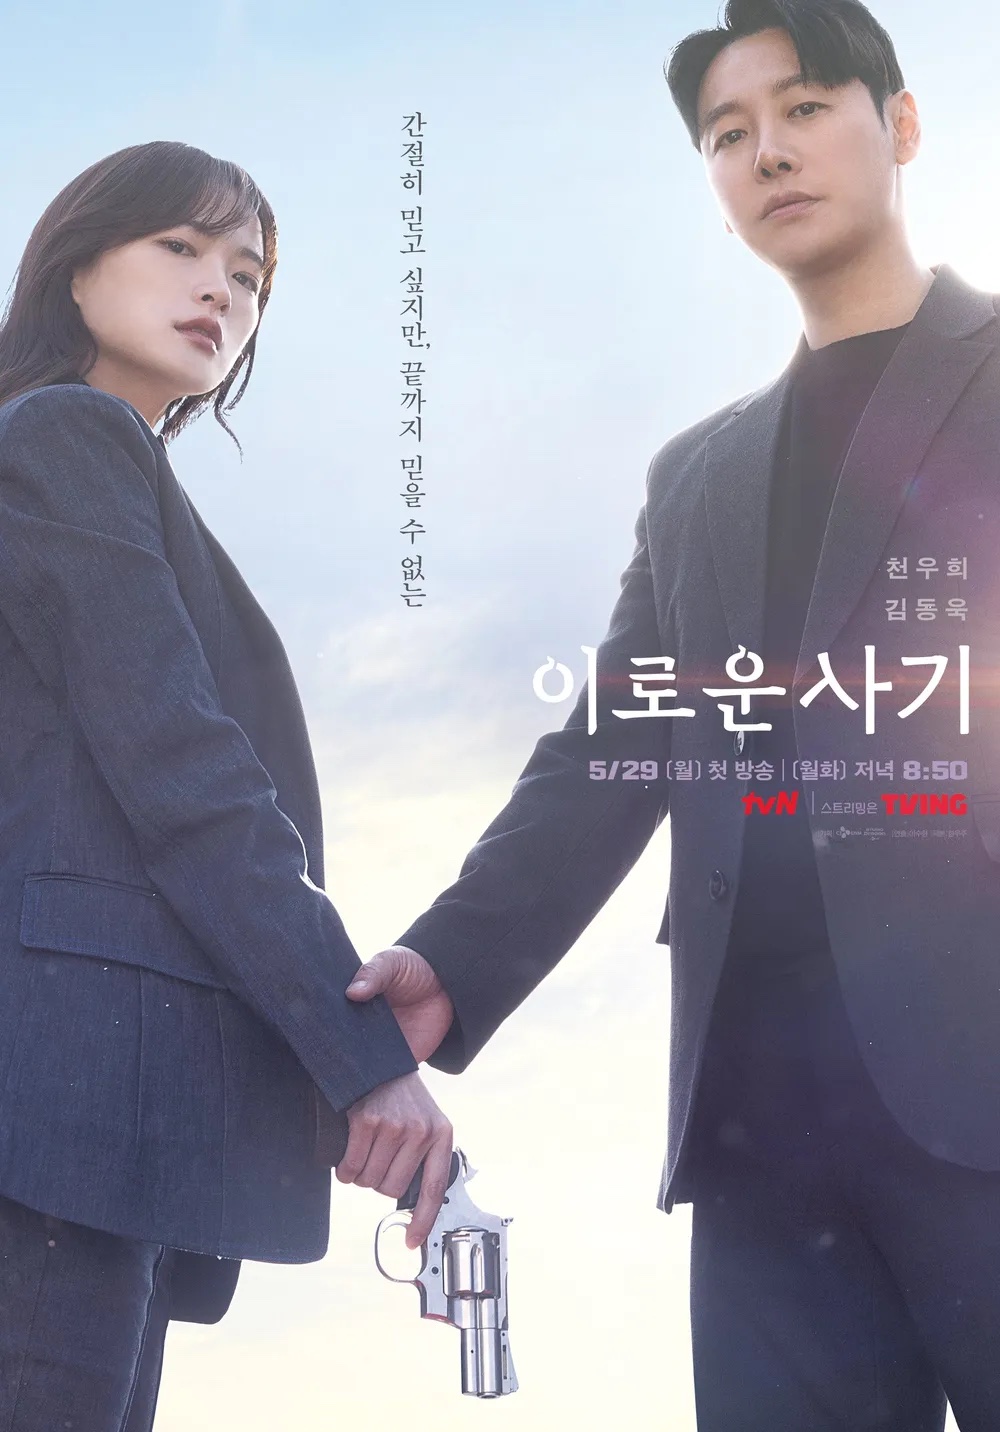 간절히 믿고 싶지만, 끝까지 믿을 수 없는
천우희
김동욱
이로운 사기
5/29 (월) 첫 방송 | (월화) 저녁 8:50
tvN | 스트리밍은 TVING